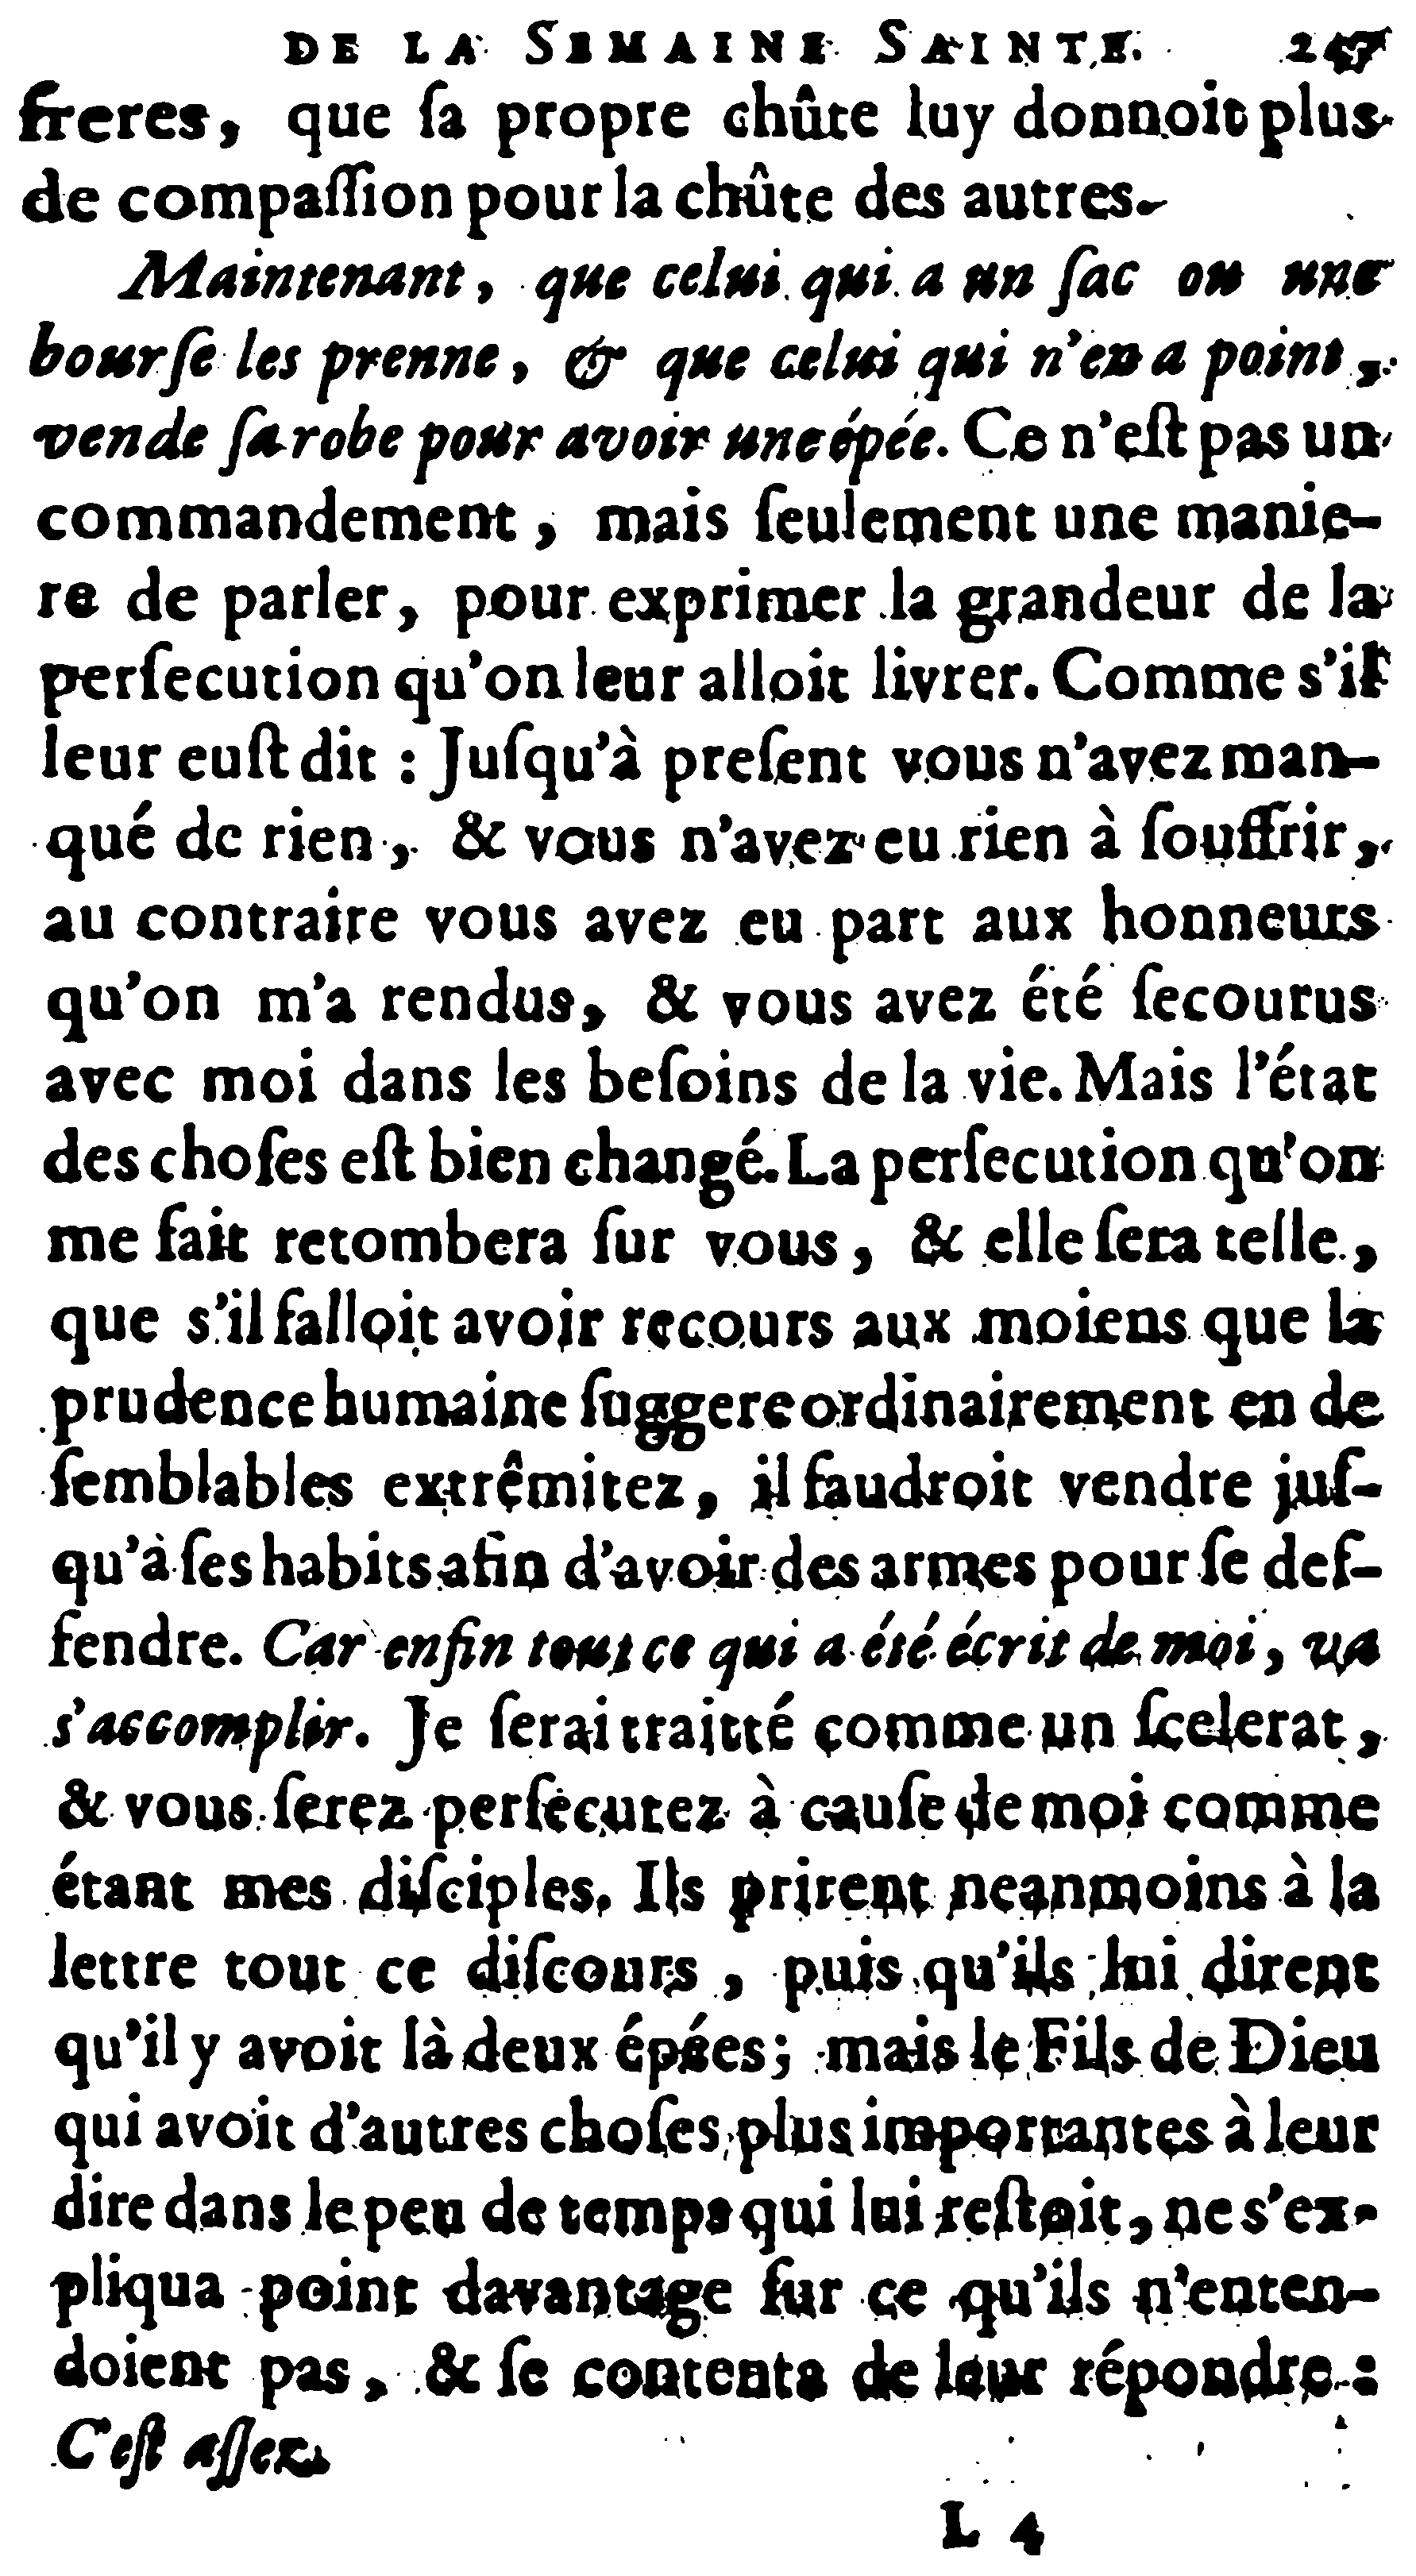 DE LA SEMAINE SAINTE. 247
freres, que ſa propre chûte luy donnoit plus
de compaſſion pour la chûte des autres.
Maintenant, que celui qui a un ſac ou une
bourſe les prenne, & que celui qui n'en a point,
vende ſa robe pour avoir une épée. Ce n'eſt pas un
commandement, mais ſeulement une manie-
re de parler, pour exprimer la grandeur de la
perſecution qu'on leur alloit livrer. Comme s'il
leur euſt dit : Juſqu'à preſent vous n'avez man-
qué de rien, & vous n'avez eu rien à ſouffrir,
au contraire vous avez eu part aux honneurs
qu'on m'a rendus, & vous avez été ſecourus
avec moi dans les beſoins de la vie. Mais l'état
des choſes eſt bien changé. La perſecution qu'on
me fait retombera ſur vous, & elle ſera telle,
que s'il falloit avoir recours aux moiens que la
prudence humaine ſuggere ordinairement en de
ſemblables extrêmitez, il faudroit vendre juſ-
qu'à ſes habits afin d'avoir des armes pour ſe def-
fendre. Car enfin tout ce qui a été écrit de moi, va
s'accomplir. Je ſerai traitté comme un ſcelerat,
& vous ſerez perſecutez à cauſe de moi comme
étant mes diſciples. Ils prirent neanmoins à la
lettre tout ce diſcours, puis qu'ils lui dirent
qu'il y avoit là deux épées; mais le Fils de Dieu
qui avoit d'autres choſes plus importantes à leur
dire dans le peu de temps qui lui reſtoit, ne s'ex-
pliqua point davantage ſur ce qu'ils n'enten-
doient pas, & ſe contenta de leur répondre :
C'eſt aſſez.
L 4